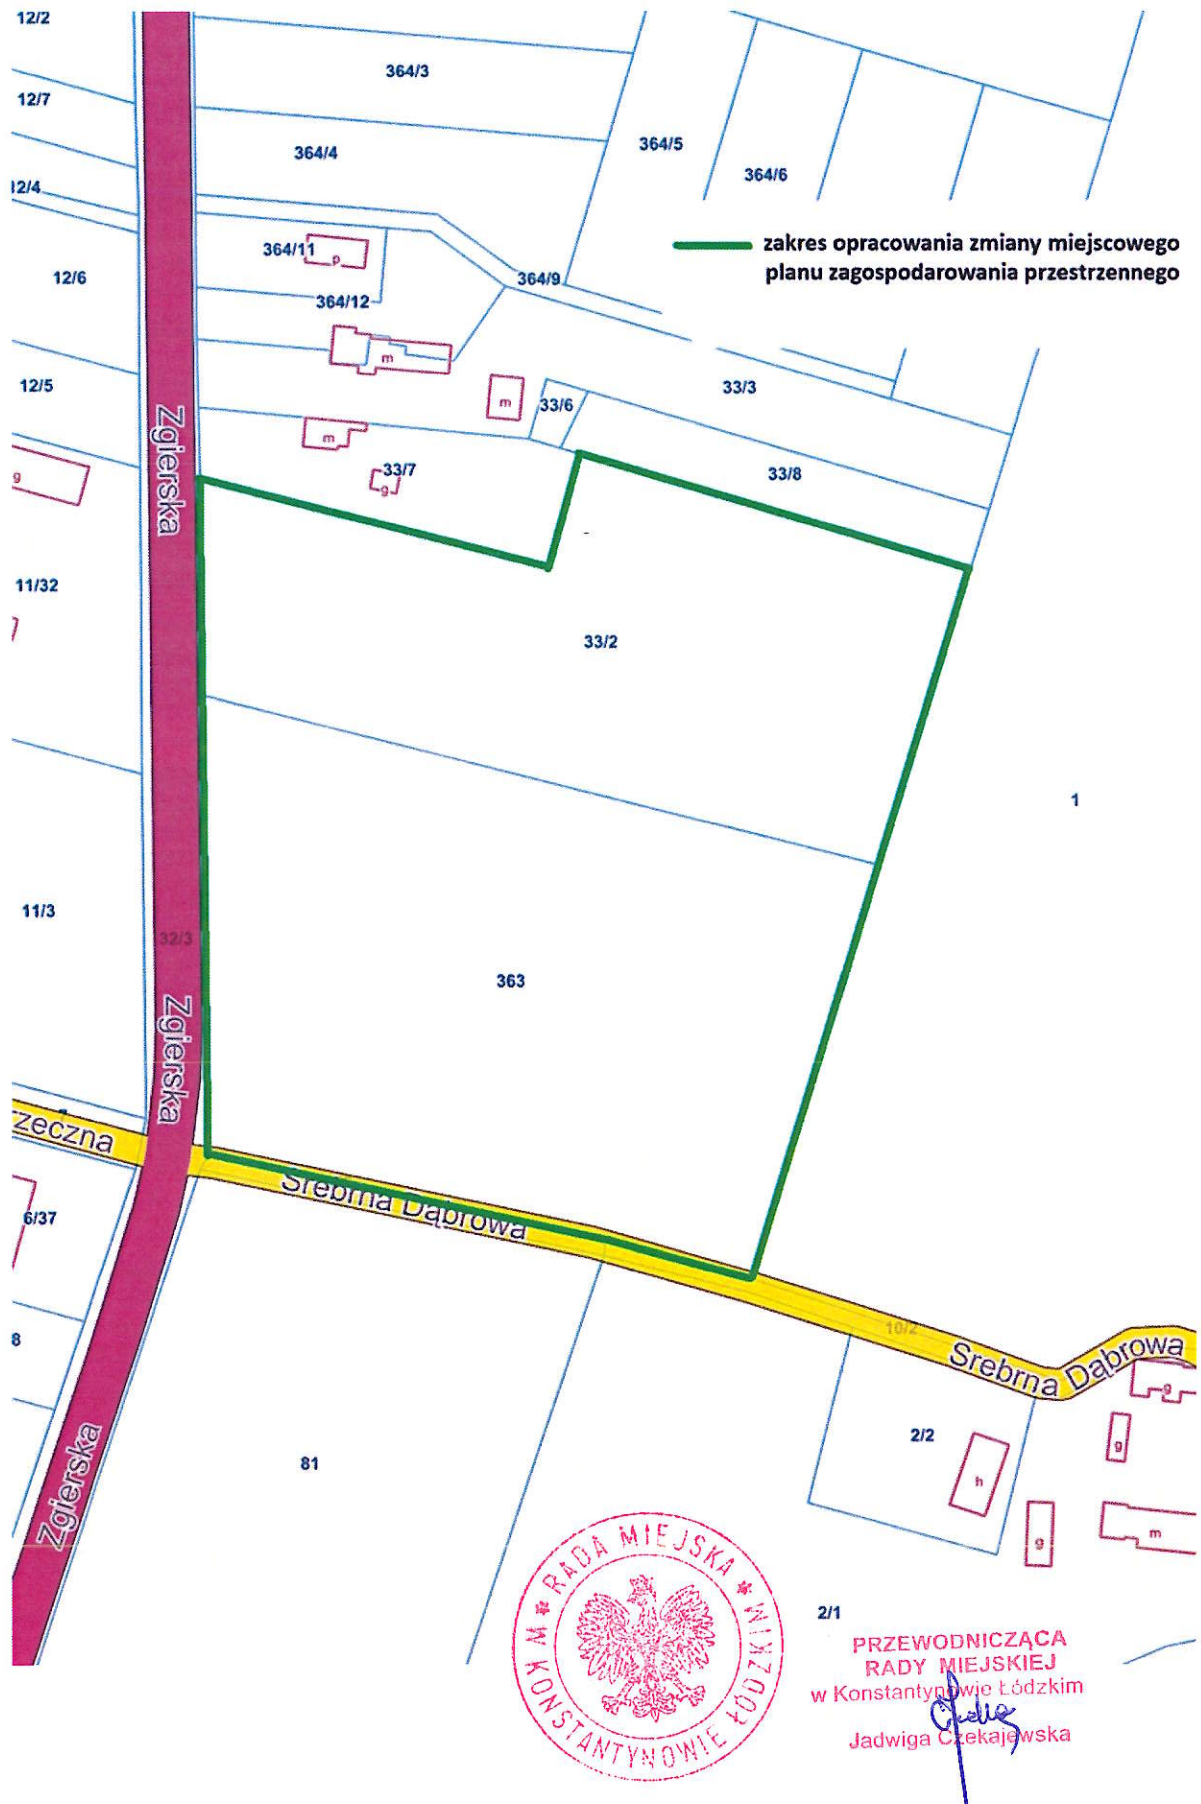 12/2
364/3
12/7
364/5
364/4
364/6
12/4
zakres opracowania zmiany miejscowego
planu zagospodarowania przestrzennego
364/11
p
12/6
364/9
364/12
m
12/5
33/3
m
33/6
Zgierska
m
33/7
33/8
g
g
11/32
33/2
1
11/3
32/3
363
Zgierska
rzeczna
Srebrna Dąbrowa
6/37
10/2
8
Srebrna Dąbrowa
g
2/2
g
81
Zgierska
h
g
m
2/1
RADA MIEJSKA
W KONSTANTYNOWIE ŁÓDZKIM
PRZEWODNICZĄCA
RADY MIEJSKIEJ
w Konstantynowie Łódzkim
Jadwiga Czekajewska